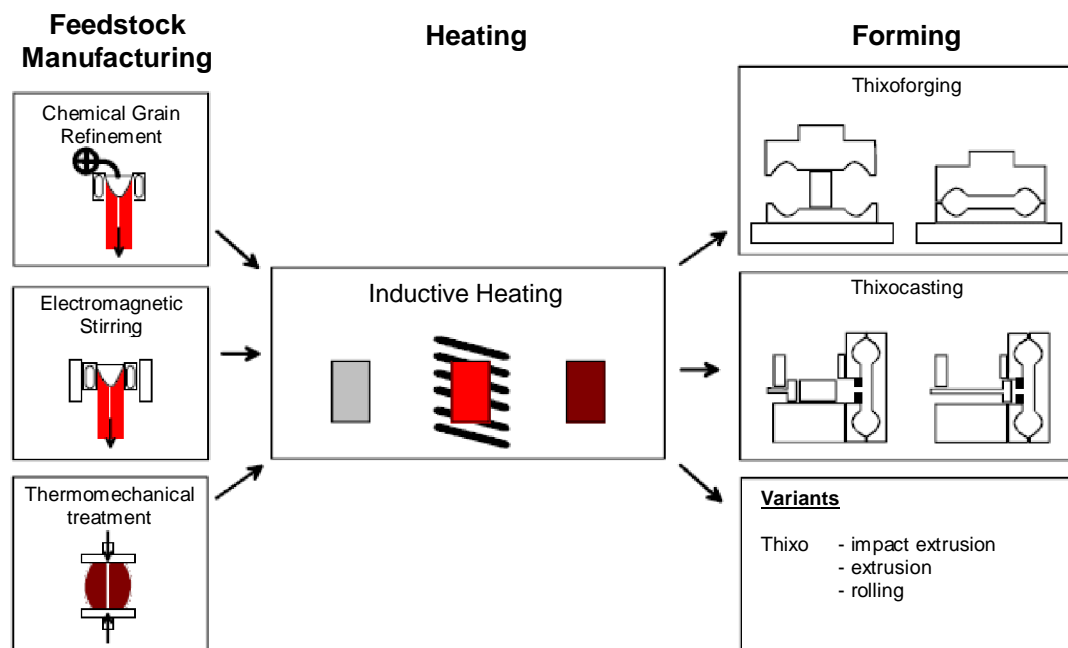 Feedstock
Manufacturing
Heating
Forming
Chemical Grain
Refinement
Electromagnetic
Stirring
Thermomechanical
treatment
Inductive Heating
Thixoforging
Thixocasting
Variants
Thixo - impact extrusion
- extrusion
- rolling